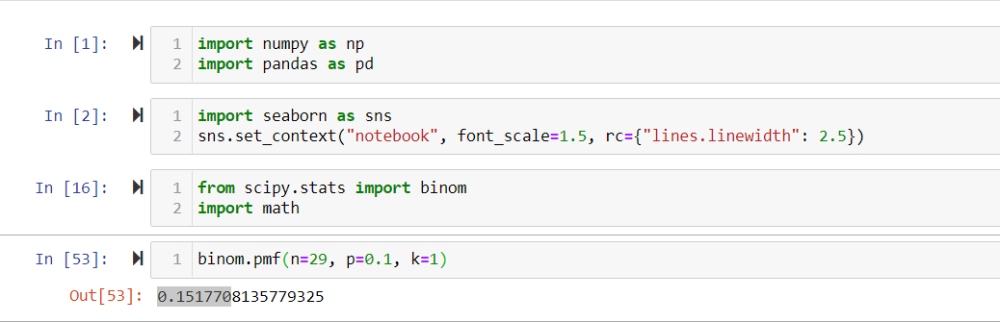 In [1]:
1 import numpy as np
2 import pandas as pd
In [2]:
1 import seaborn as sns
2 sns.set_context("notebook", font_scale=1.5, rc={"lines.linewidth": 2.5})
In [16]:
1 from scipy.stats import binom
2 import math
In [53]:
1 binom.pmf(n=29, p=0.1, k=1)
Out[53]: 0.1517708135779325